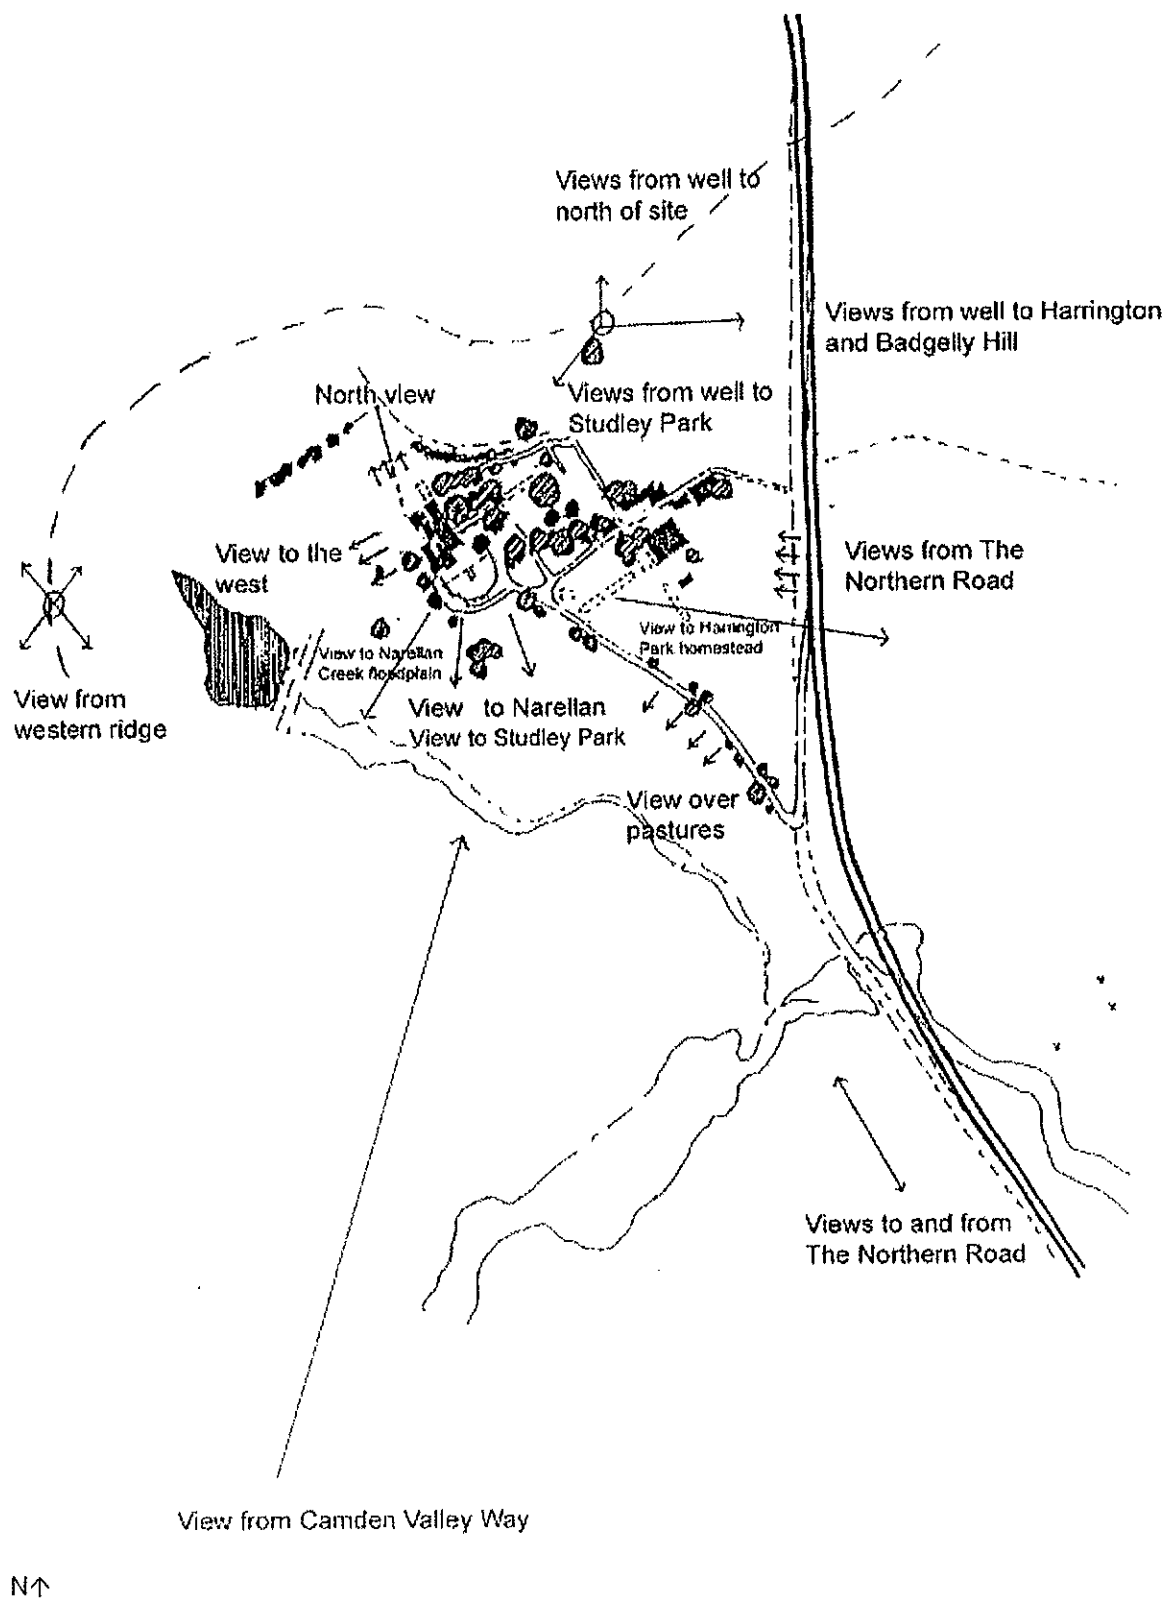 Views from well to
north of site
Views from well to Harrington
and Badgelly Hill
North view
Views from well to
Studley Park
View to the
west
Views from The
Northern Road
View to Harrington
Park homestead
View to Narellan
Creek floodplain
View from
western ridge
View to Narellan
View to Studley Park
View over
pastures
Views to and from
The Northern Road
View from Camden Valley Way
N↑